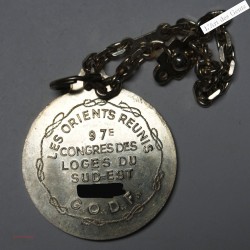 LES ORIENTS REUNIS
97E
CONGRES DES
LOGES DU
SUD-EST
G.O.D.F.